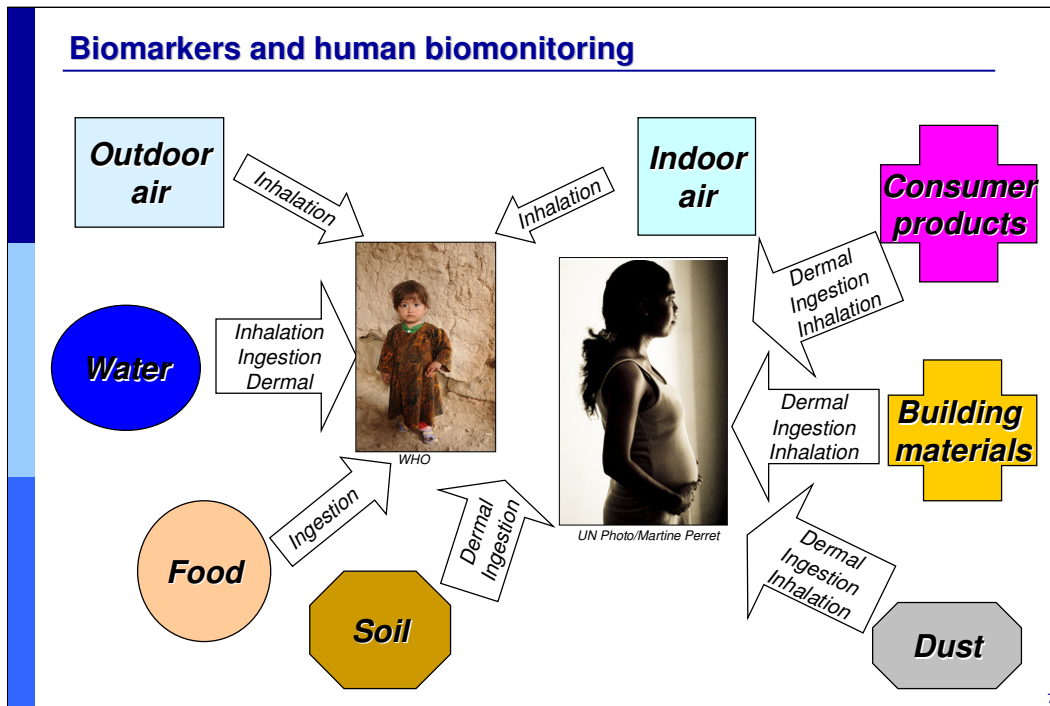 Biomarkers and human biomonitoring
Outdoor
air
Inhalation
Inhalation
Indoor
air
Consumer
products
Dermal
Ingestion
Inhalation
Water
Inhalation
Ingestion
Dermal
WHO
Dermal
Ingestion
Inhalation
Building
materials
Food
Ingestion
Soil
Dermal
Ingestion
UN Photo/Martine Perret
Dermal
Ingestion
Inhalation
Dust